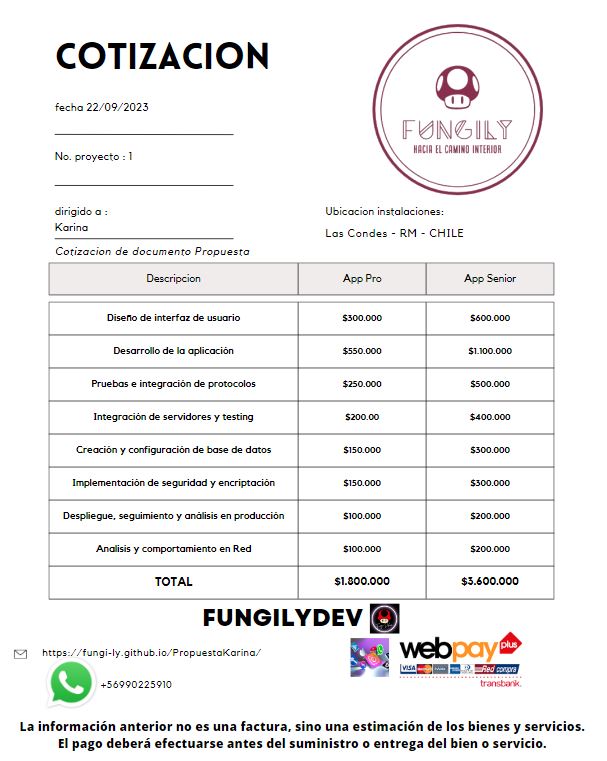 COTIZACION
fecha 22/09/2023
FUNGILY
HACIA EL CAMINO INTERIOR
No. proyecto : 1
dirigido a :
Karina
Ubicacion instalaciones:
Las Condes - RM - CHILE
Cotizacion de documento Propuesta
Descripcion App Pro App Senior
Diseño de interfaz de usuario $300.000 $600.000
Desarrollo de la aplicación $550.000 $1.100.000
Pruebas e integración de protocolos $250.000 $500.000
Integración de servidores y testing $200.00 $400.000
Creación y configuración de base de datos $150.000 $300.000
Implementación de seguridad y encriptación $150.000 $300.000
Despliegue, seguimiento y análisis en producción $100.000 $200.000
Analisis y comportamiento en Red $100.000 $200.000
TOTAL $1.800.000 $3.600.000
FUNGILYDEV
https://fungi-ly.github.io/PropuestaKarina/
webpay plus
VISA Red compra
transbank.
+56990225910
La información anterior no es una factura, sino una estimación de los bienes y servicios.
El pago deberá efectuarse antes del suministro o entrega del bien o servicio.